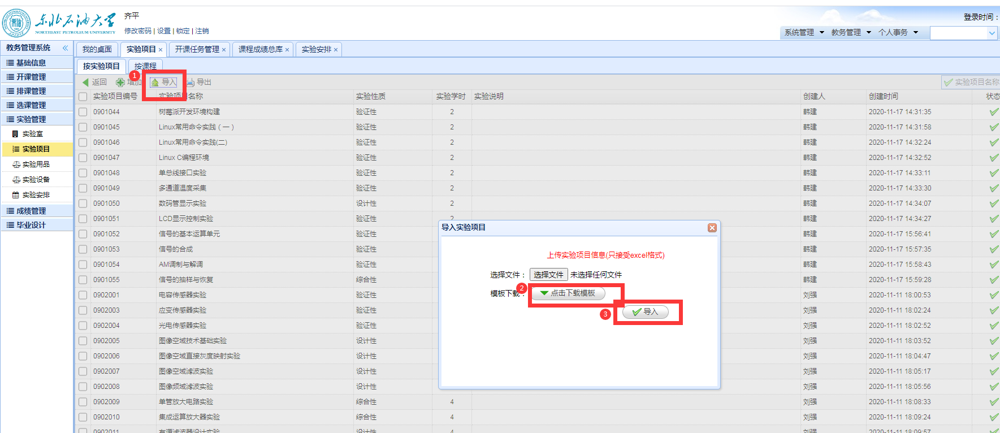 东北石油大学
NORTHEAST PETROLEUM UNIVERSITY
齐平
修改密码 | 设置 | 锁定 | 注销
登录时间：
系统管理 教务管理 个人事务
教务管理系统 «
我的桌面 实验项目 × 开课任务管理 × 课程成绩总库 × 实验安排 ×
基础信息
开课管理
排课管理
选课管理
实验管理
实验室
实验项目
实验用品
实验设备
实验安排
成绩管理
毕业设计
按实验项目 按课程
1
返回 增加 导入 导出 实验项目名称
实验项目编号 实验项目名称 实验性质 实验学时 实验说明 创建人 创建时间 状态
0901044 树莓派开发环境构建 验证性 2 韩建 2020-11-17 14:31:35
0901045 Linux常用命令实践（一） 验证性 2 韩建 2020-11-17 14:31:58
0901046 Linux常用命令实践(二) 验证性 2 韩建 2020-11-17 14:32:24
0901047 Linux C编程环境 验证性 2 韩建 2020-11-17 14:32:52
0901048 单总线接口实验 验证性 2 韩建 2020-11-17 14:33:11
0901049 多通道温度采集 验证性 2 韩建 2020-11-17 14:33:30
0901050 数码管显示实验 设计性 2 韩建 2020-11-17 14:34:07
0901051 LCD显示控制实验 验证性 2 韩建 2020-11-17 14:34:27
0901052 信号的基本运算单元 验证性 韩建 2020-11-17 15:56:41
0901053 信号的合成 验证性 韩建 2020-11-17 15:57:35
0901054 AM调制与解调 验证性 韩建 2020-11-17 15:58:43
0901055 信号的抽样与恢复 综合性 韩建 2020-11-17 15:59:28
0902001 电容传感器实验 验证性 刘强 2020-11-11 18:00:53
0902003 应变传感器实验 验证性 刘强 2020-11-11 18:02:24
0902004 光电传感器实验 验证性 刘强 2020-11-11 18:02:52
0902005 图像空域技术基础实验 设计性 刘强 2020-11-11 18:03:52
0902006 图像空域直接灰度映射实验 设计性 刘强 2020-11-11 18:04:47
0902007 图像空域滤波实验 设计性 刘强 2020-11-11 18:05:17
0902008 图像频域滤波实验 设计性 刘强 2020-11-11 18:05:56
0902009 单管放大电路实验 综合性 4 刘强 2020-11-11 18:08:33
0902010 集成运算放大器实验 综合性 4 刘强 2020-11-11 18:09:24
0902011 有源滤波器设计实验 设计性 4 刘强 2020-11-11 18:09:57
导入实验项目
上传实验项目信息(只接受excel格式)
选择文件： 选择文件 未选择任何文件
2
模板下载： 点击下载模板
3
导入